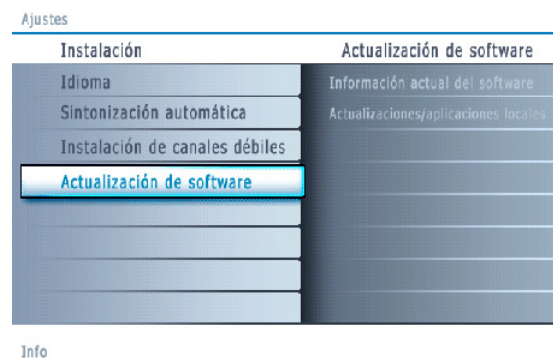 Ajustes
Instalación
Actualización de software
Idioma
Información actual del software
Sintonización automática
Actualizaciones/aplicaciones locales
Instalación de canales débiles
Actualización de software
Info